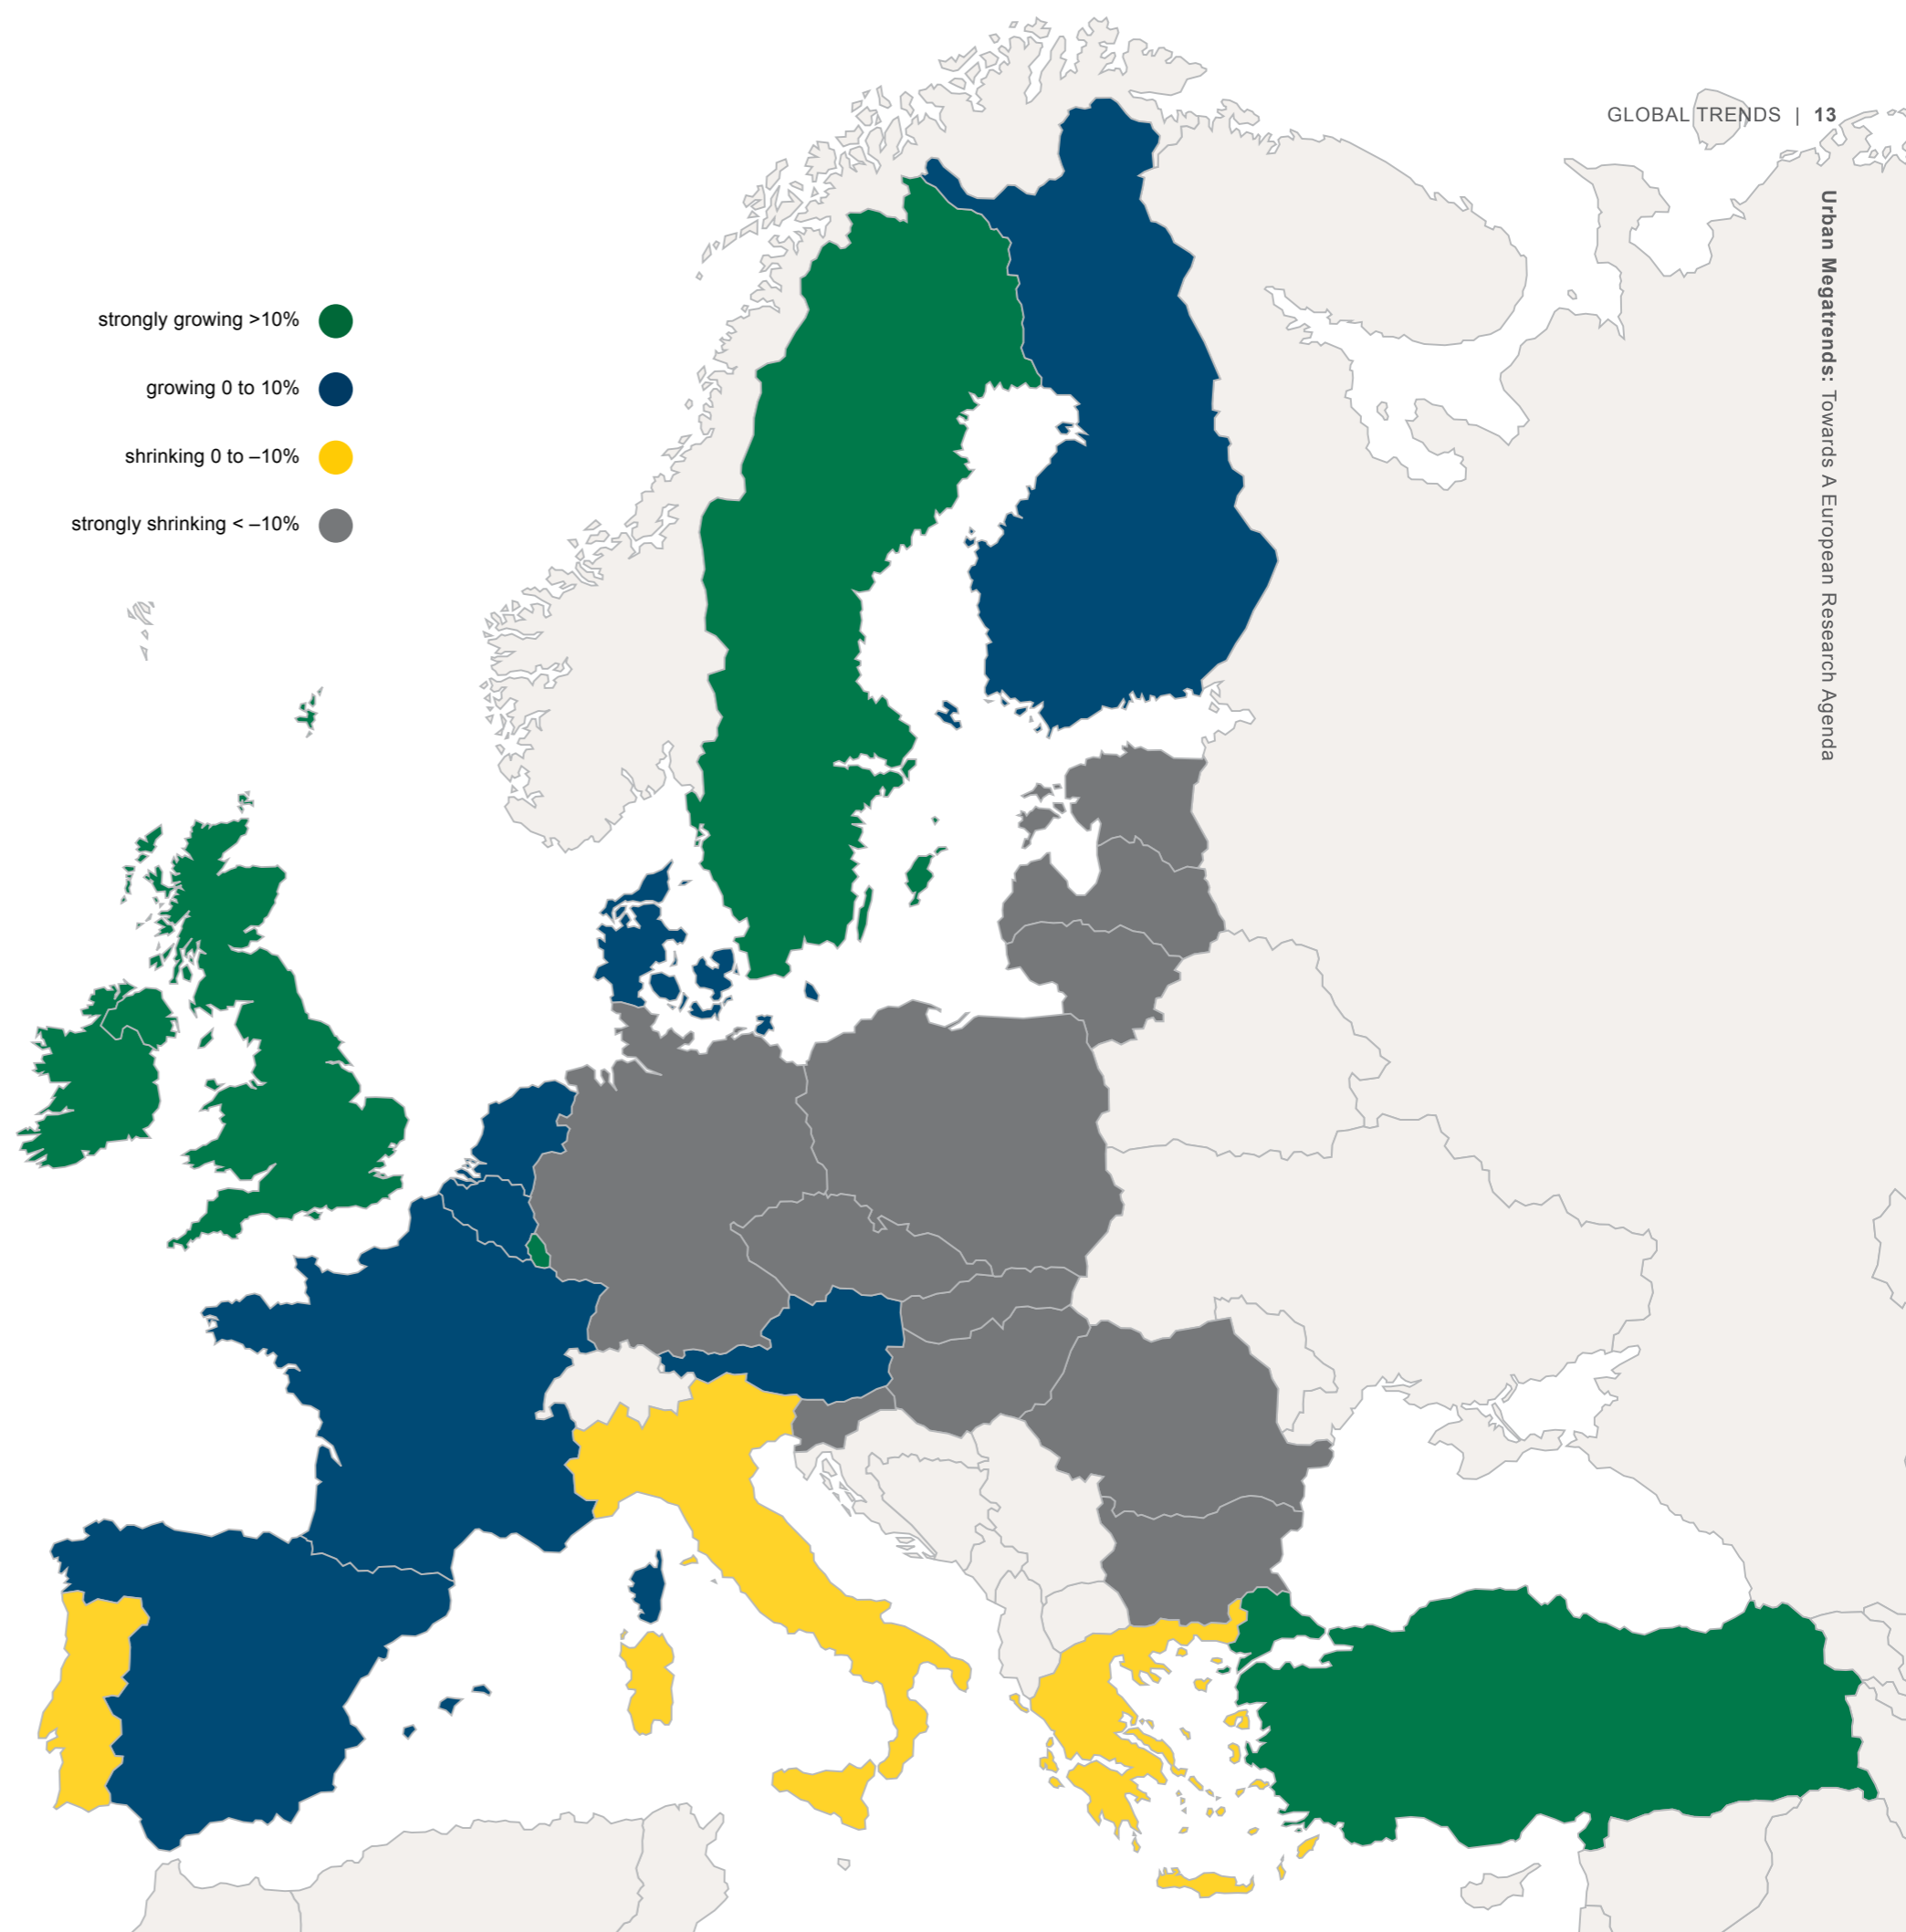 GLOBAL TRENDS | 13
Urban Megatrends: Towards A European Research Agenda
strongly growing >10%
growing 0 to 10%
shrinking 0 to –10%
strongly shrinking < –10%